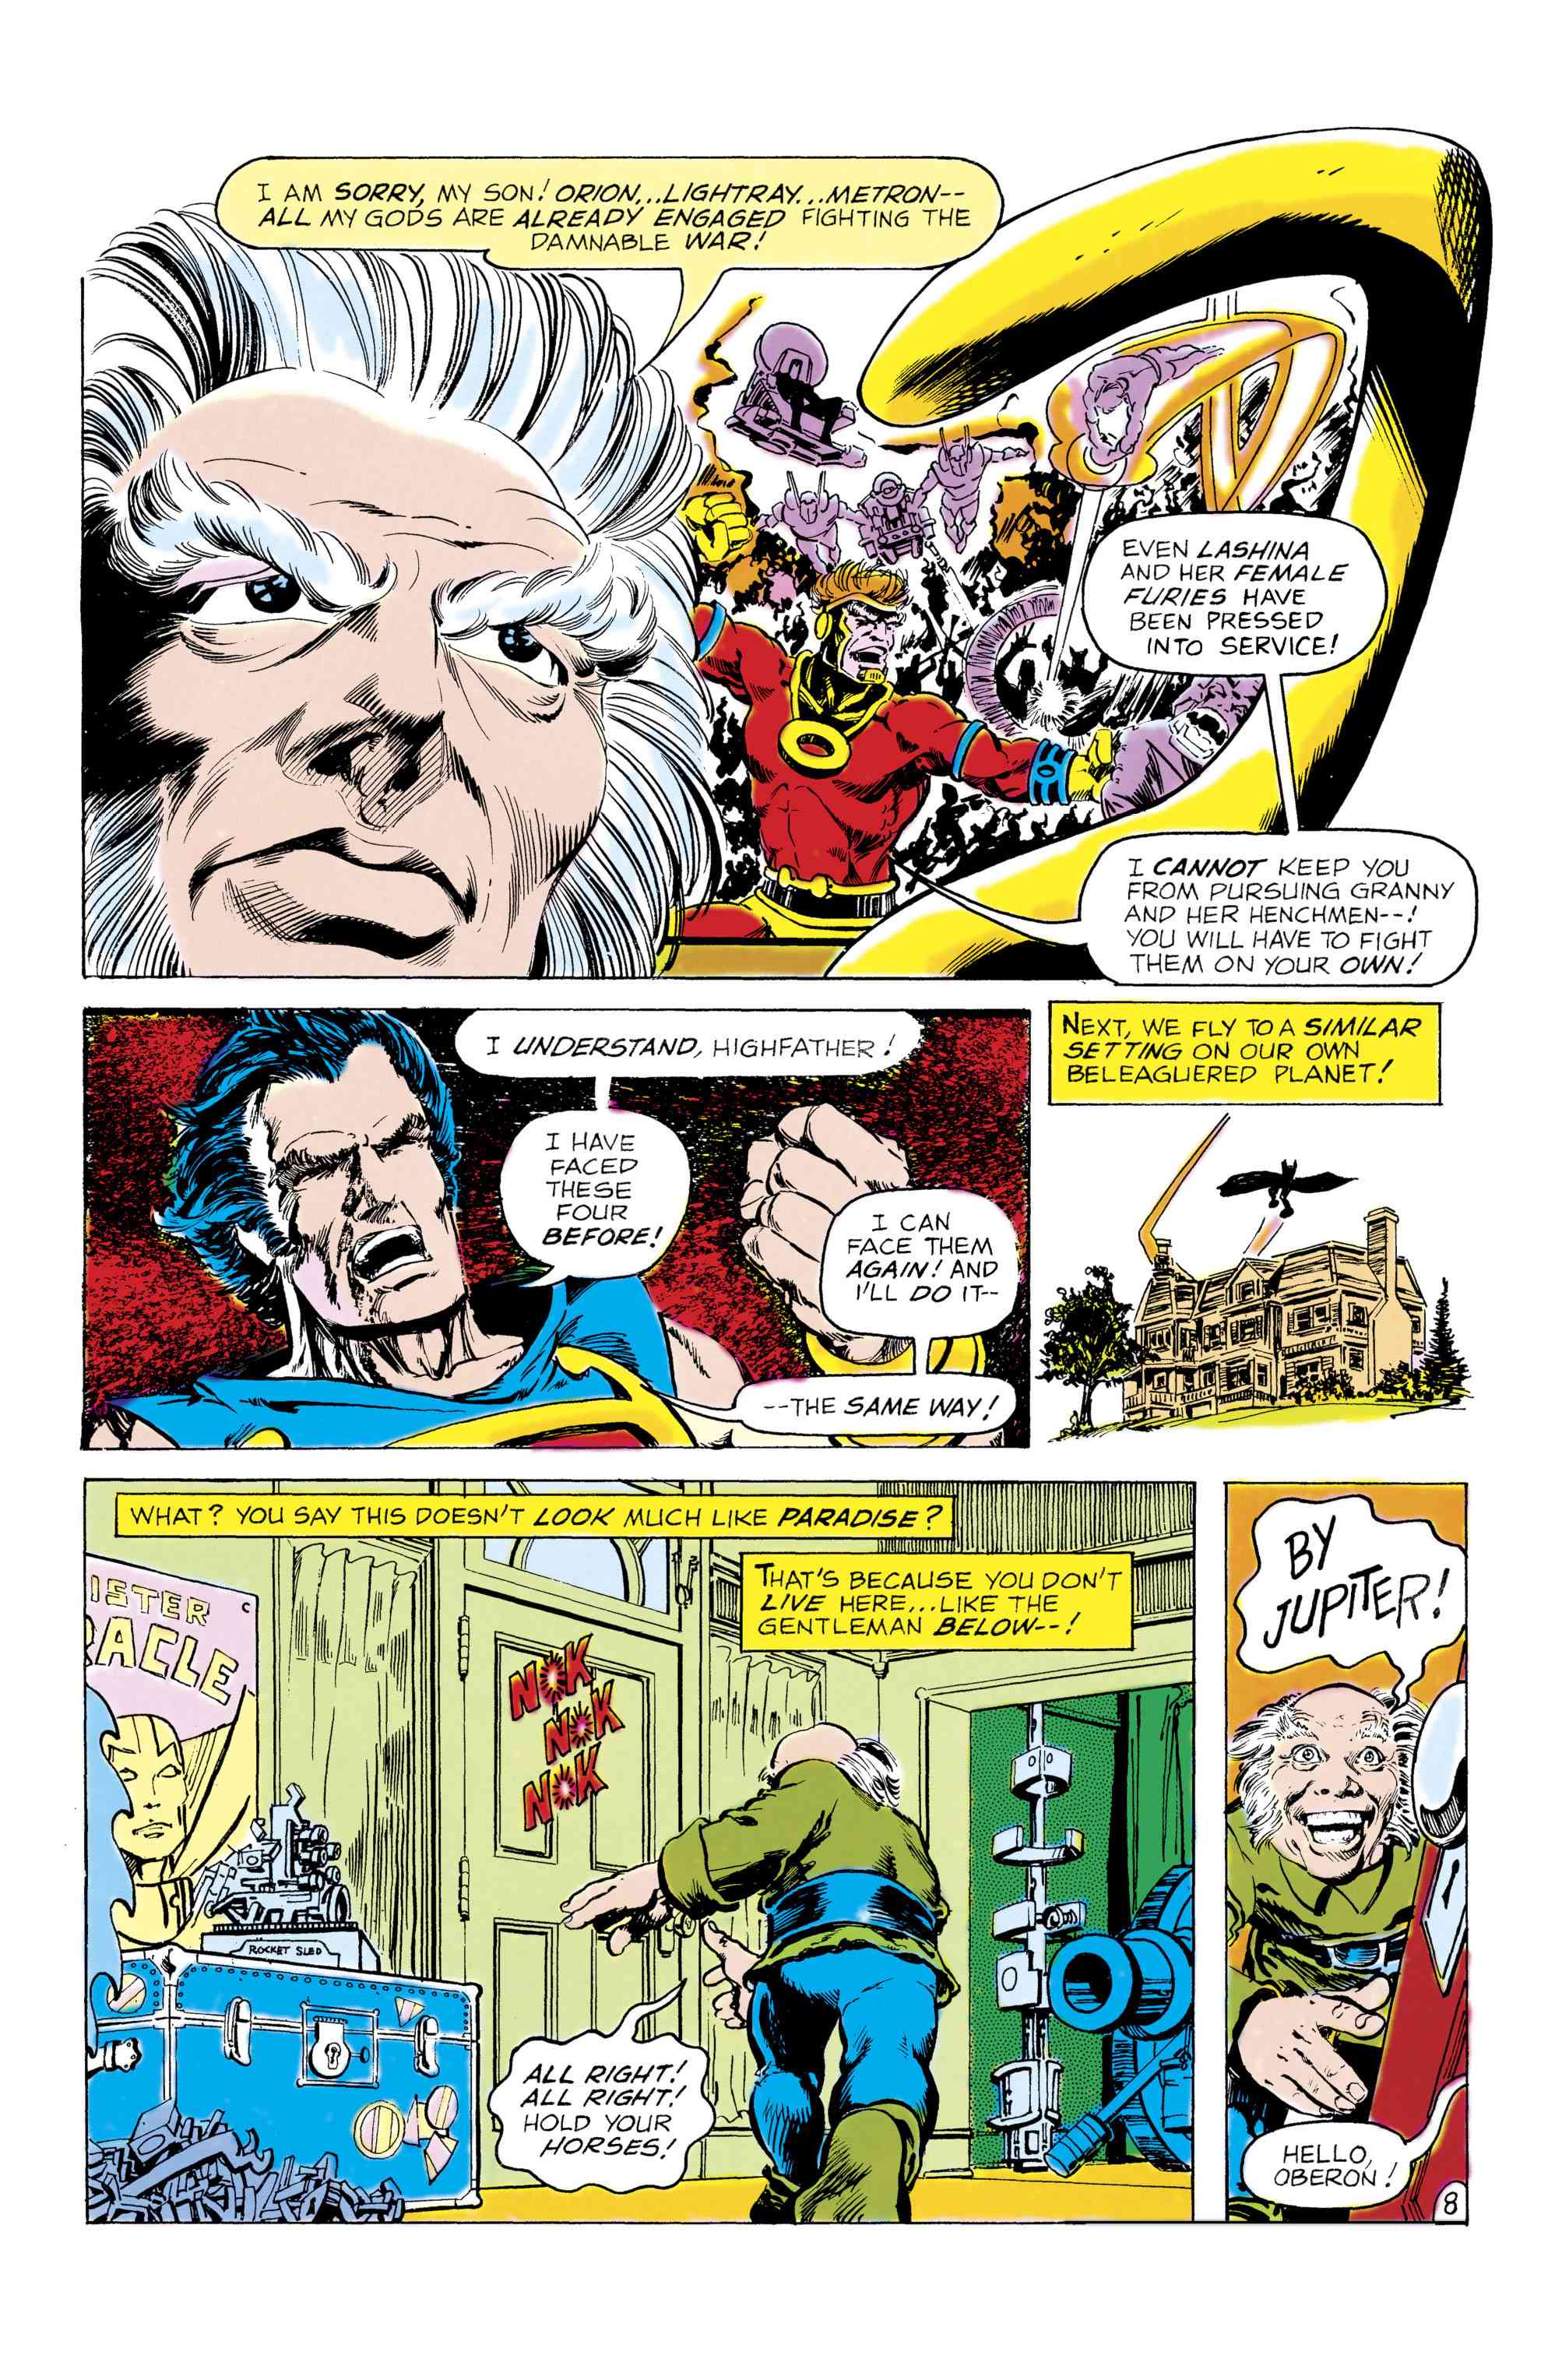 I AM SORRY, MY SON! ORION...LIGHTRAY...METRON--
ALL MY GODS ARE ALREADY ENGAGED FIGHTING THE
DAMNABLE WAR!
EVEN LASHINA
AND HER FEMALE
FURIES HAVE
BEEN PRESSED
INTO SERVICE!
I CANNOT KEEP YOU
FROM PURSUING GRANNY
AND HER HENCHMEN--!
YOU WILL HAVE TO FIGHT
THEM ON YOUR OWN!
I UNDERSTAND, HIGHFATHER!
I HAVE
FACED
THESE
FOUR
BEFORE!
I CAN
FACE THEM
AGAIN! AND
I'LL DO IT--
--THE SAME WAY!
NEXT, WE FLY TO A SIMILAR
SETTING ON OUR OWN
BELEAGUERED PLANET!
WHAT? YOU SAY THIS DOESN'T LOOK MUCH LIKE PARADISE?
THAT'S BECAUSE YOU DON'T
LIVE HERE...LIKE THE
GENTLEMAN BELOW--!
ISTER
RACLE
C
NOK
NOK
NOK
ROCKET SLED
ALL RIGHT!
ALL RIGHT!
HOLD YOUR
HORSES!
BY
JUPITER!
HELLO,
OBERON!
8